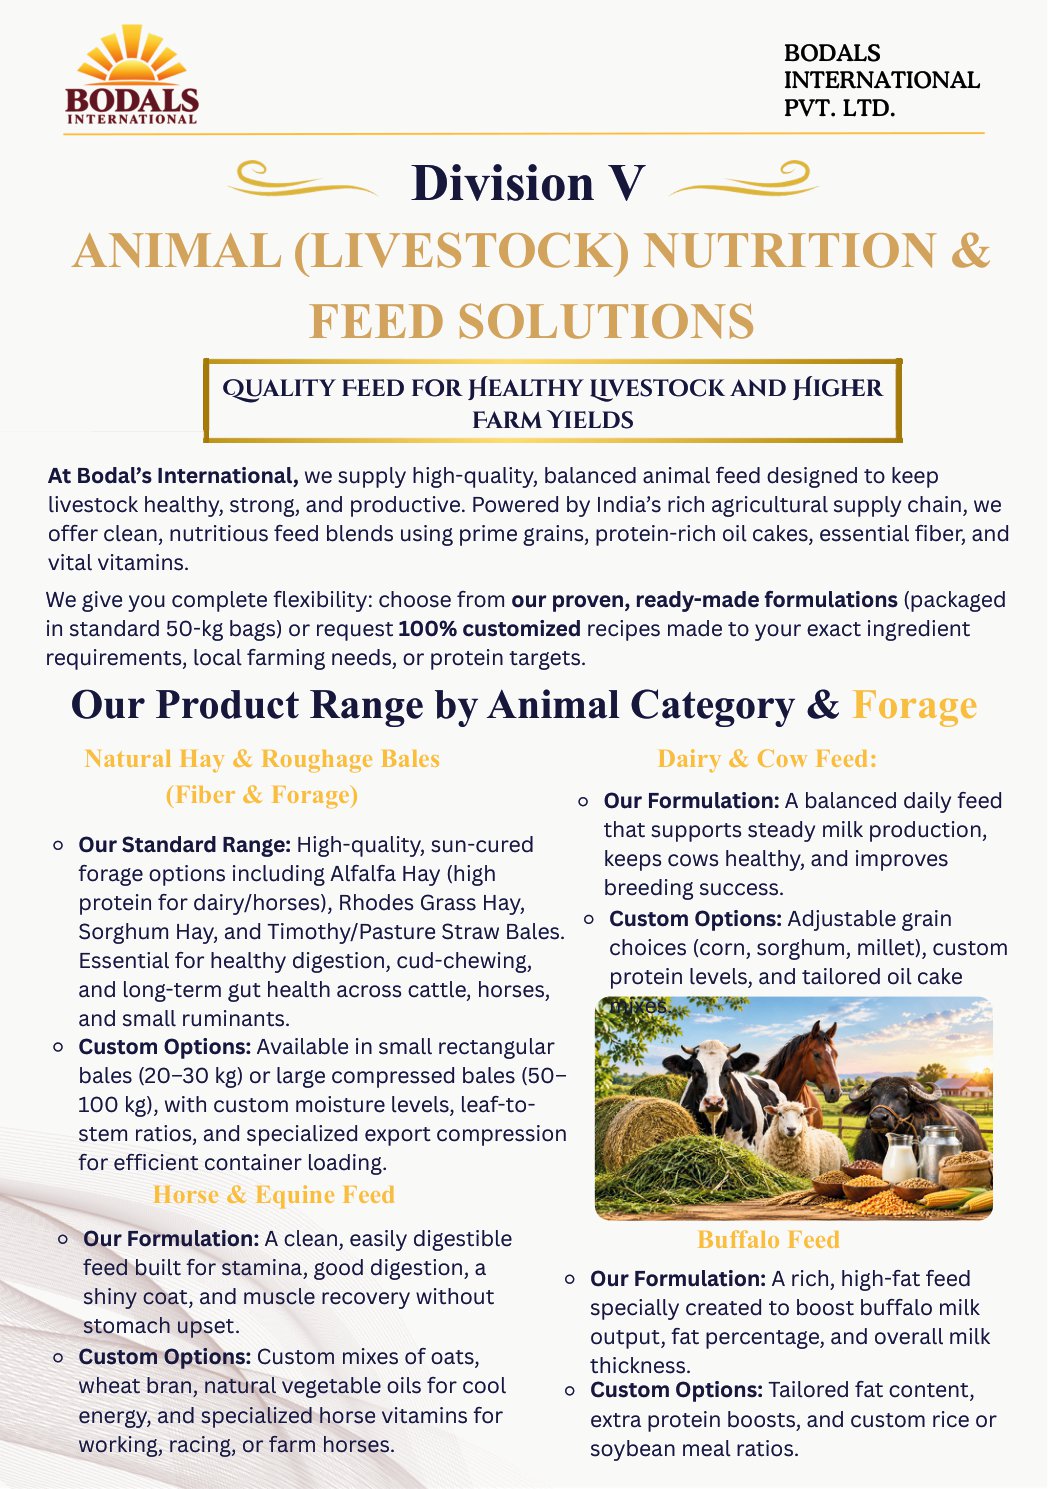 BODALS
INTERNATIONAL
BODALS
INTERNATIONAL
PVT. LTD.
Division V
ANIMAL (LIVESTOCK) NUTRITION &
FEED SOLUTIONS
Quality Feed for Healthy Livestock and Higher
Farm Yields
At Bodal’s International, we supply high-quality, balanced animal feed designed to keep
livestock healthy, strong, and productive. Powered by India’s rich agricultural supply chain, we
offer clean, nutritious feed blends using prime grains, protein-rich oil cakes, essential fiber, and
vital vitamins.
We give you complete flexibility: choose from our proven, ready-made formulations (packaged
in standard 50-kg bags) or request 100% customized recipes made to your exact ingredient
requirements, local farming needs, or protein targets.
Our Product Range by Animal Category & Forage
Natural Hay & Roughage Bales
(Fiber & Forage)
Our Standard Range: High-quality, sun-cured
forage options including Alfalfa Hay (high
protein for dairy/horses), Rhodes Grass Hay,
Sorghum Hay, and Timothy/Pasture Straw Bales.
Essential for healthy digestion, cud-chewing,
and long-term gut health across cattle, horses,
and small ruminants.
Custom Options: Available in small rectangular
bales (20–30 kg) or large compressed bales (50–
100 kg), with custom moisture levels, leaf-to-
stem ratios, and specialized export compression
for efficient container loading.
Horse & Equine Feed
Our Formulation: A clean, easily digestible
feed built for stamina, good digestion, a
shiny coat, and muscle recovery without
stomach upset.
Custom Options: Custom mixes of oats,
wheat bran, natural vegetable oils for cool
energy, and specialized horse vitamins for
working, racing, or farm horses.
Dairy & Cow Feed:
Our Formulation: A balanced daily feed
that supports steady milk production,
keeps cows healthy, and improves
breeding success.
Custom Options: Adjustable grain
choices (corn, sorghum, millet), custom
protein levels, and tailored oil cake
mixes.
Buffalo Feed
Our Formulation: A rich, high-fat feed
specially created to boost buffalo milk
output, fat percentage, and overall milk
thickness.
Custom Options: Tailored fat content,
extra protein boosts, and custom rice or
soybean meal ratios.